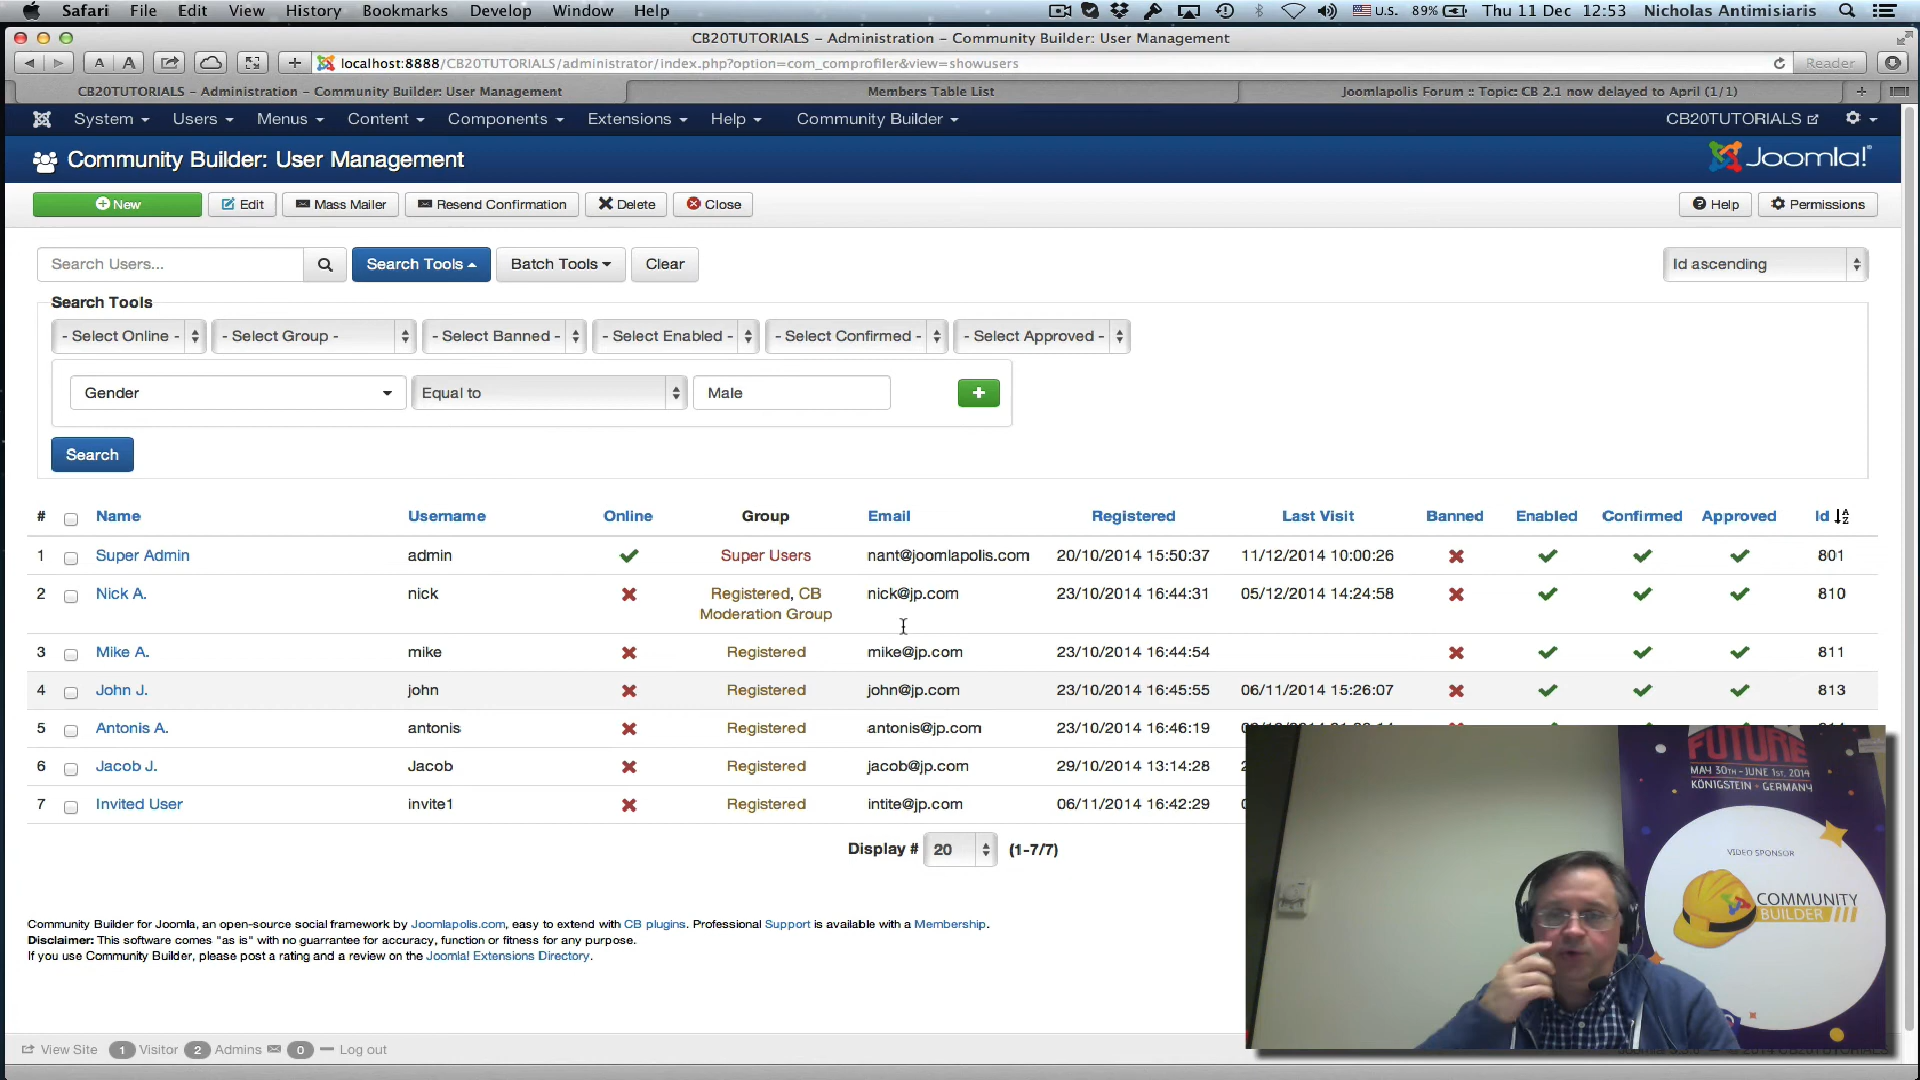 Safari File Edit View History Bookmarks Develop Window Help U.S. 89% Thu 11 Dec 12:53 Nicholas Antimisiaris
CB20TUTORIALS – Administration – Community Builder: User Management
A A + localhost:8888/CB20TUTORIALS/administrator/index.php?option=com_comprofiler&view=showusers Reader
CB20TUTORIALS – Administration – Community Builder: User Management Members Table List Joomlapolis Forum :: Topic: CB 2.1 now delayed to April (1/1) +
System Users Menus Content Components Extensions Help Community Builder CB20TUTORIALS
Community Builder: User Management Joomla!
New Edit Mass Mailer Resend Confirmation Delete Close Help Permissions
Search Users... Search Tools Batch Tools Clear Id ascending
Search Tools
- Select Online - - Select Group - - Select Banned - - Select Enabled - - Select Confirmed - - Select Approved -
Gender Equal to Male +
Search
# Name Username Online Group Email Registered Last Visit Banned Enabled Confirmed Approved Id
1 Super Admin admin Super Users nant@joomlapolis.com 20/10/2014 15:50:37 11/12/2014 10:00:26 801
2 Nick A. nick Registered, CB Moderation Group nick@jp.com 23/10/2014 16:44:31 05/12/2014 14:24:58 810
3 Mike A. mike Registered mike@jp.com 23/10/2014 16:44:54 811
4 John J. john Registered john@jp.com 23/10/2014 16:45:55 06/11/2014 15:26:07 813
5 Antonis A. antonis Registered antonis@jp.com 23/10/2014 16:46:19
6 Jacob J. Jacob Registered jacob@jp.com 29/10/2014 13:14:28
7 Invited User invite1 Registered intite@jp.com 06/11/2014 16:42:29
Display # 20 (1-7/7)
FUTURE
MAY 30TH - JUNE 1ST, 2014
KÖNIGSTEIN - GERMANY
VIDEO SPONSOR
COMMUNITY
BUILDER
Community Builder for Joomla, an open-source social framework by Joomlapolis.com, easy to extend with CB plugins. Professional Support is available with a Membership.
Disclaimer: This software comes "as is" with no guarrantee for accuracy, function or fitness for any purpose.
If you use Community Builder, please post a rating and a review on the Joomla! Extensions Directory.
View Site 1 Visitor 2 Admins 0 Log out